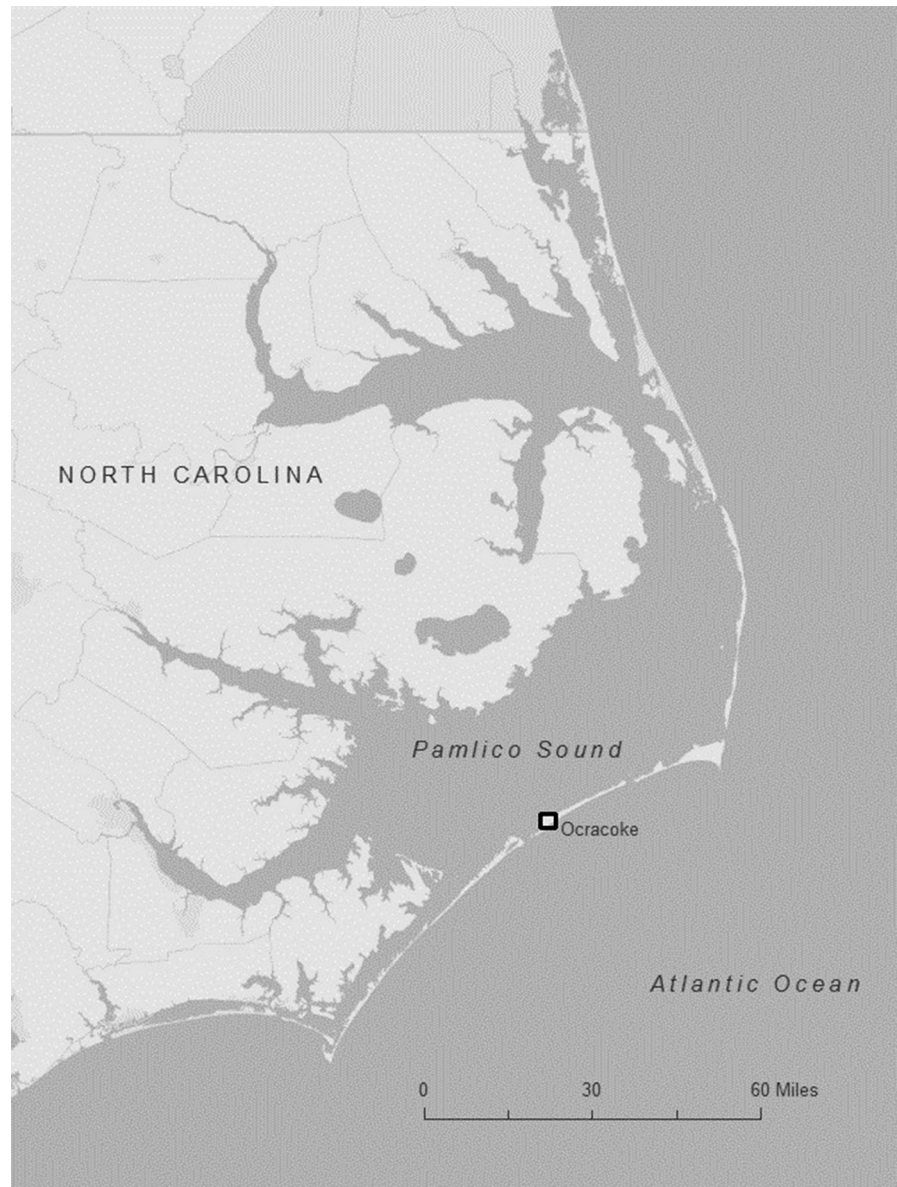 NORTH CAROLINA
Pamlico Sound
Ocracoke
Atlantic Ocean
0 30 60 Miles